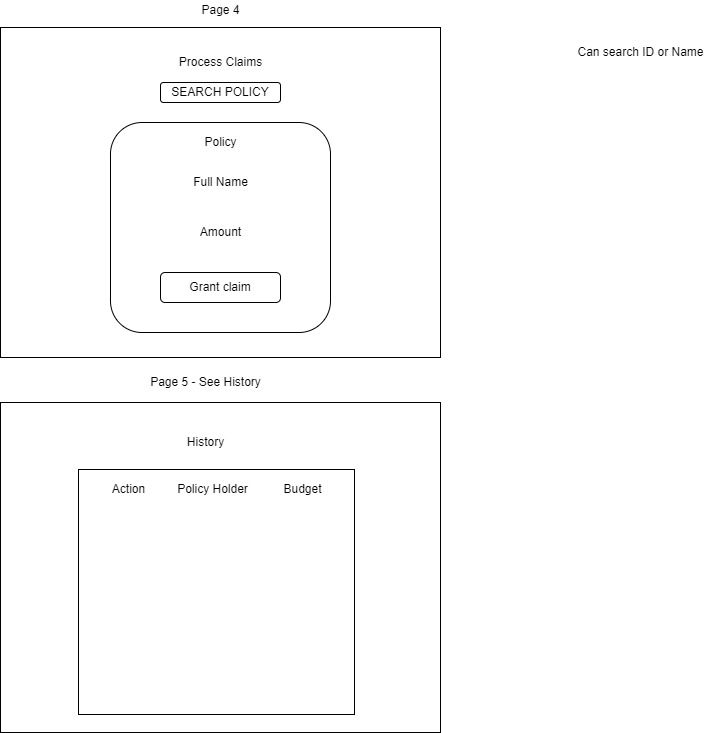 Page 4
Can search ID or Name
Process Claims
SEARCH POLICY
Policy
Full Name
Amount
Grant claim
Page 5 - See History
History
Action Policy Holder Budget